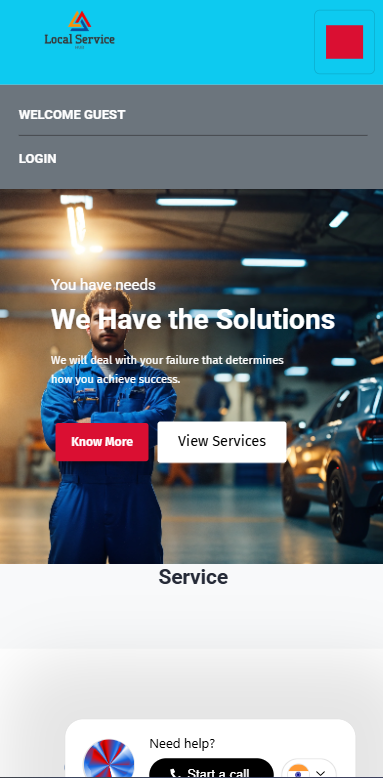 Local Service
WELCOME GUEST
LOGIN
You have needs
We Have the Solutions
We will deal with your failure that determines
how you achieve success.
Know More
View Services
Service
Need help?
Start a call